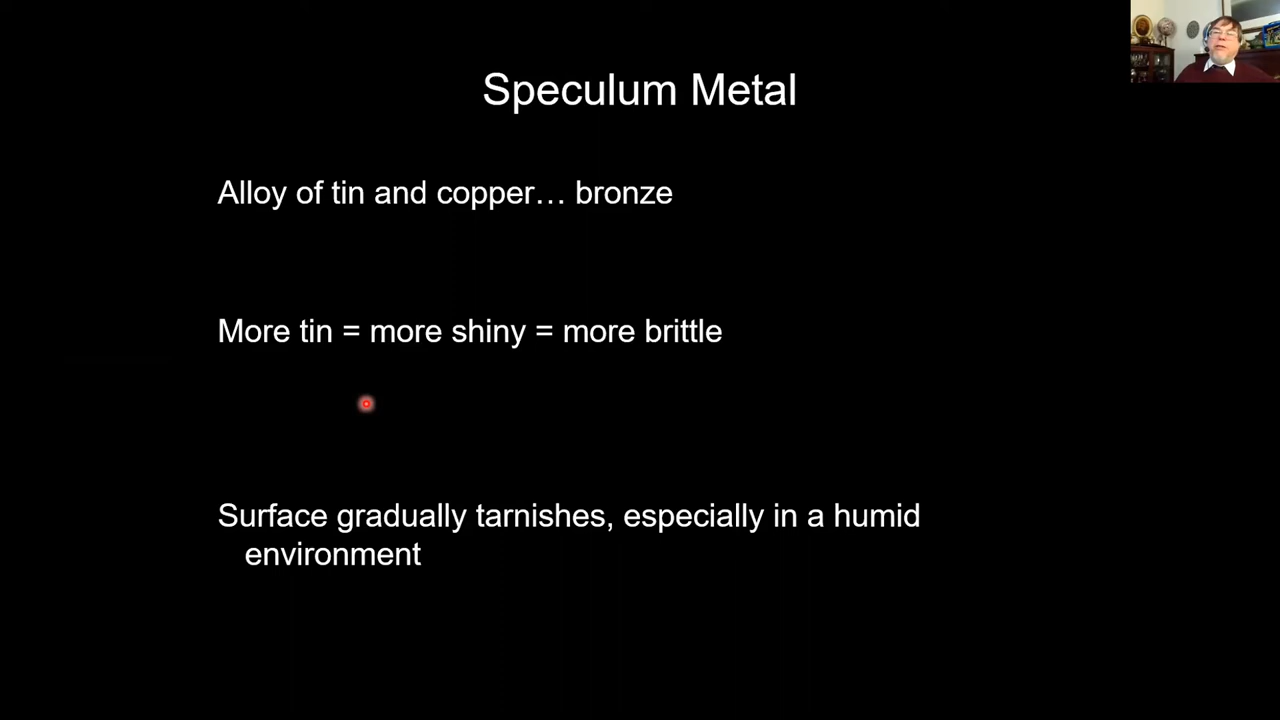 Speculum Metal
Alloy of tin and copper… bronze
More tin = more shiny = more brittle
Surface gradually tarnishes, especially in a humid
environment